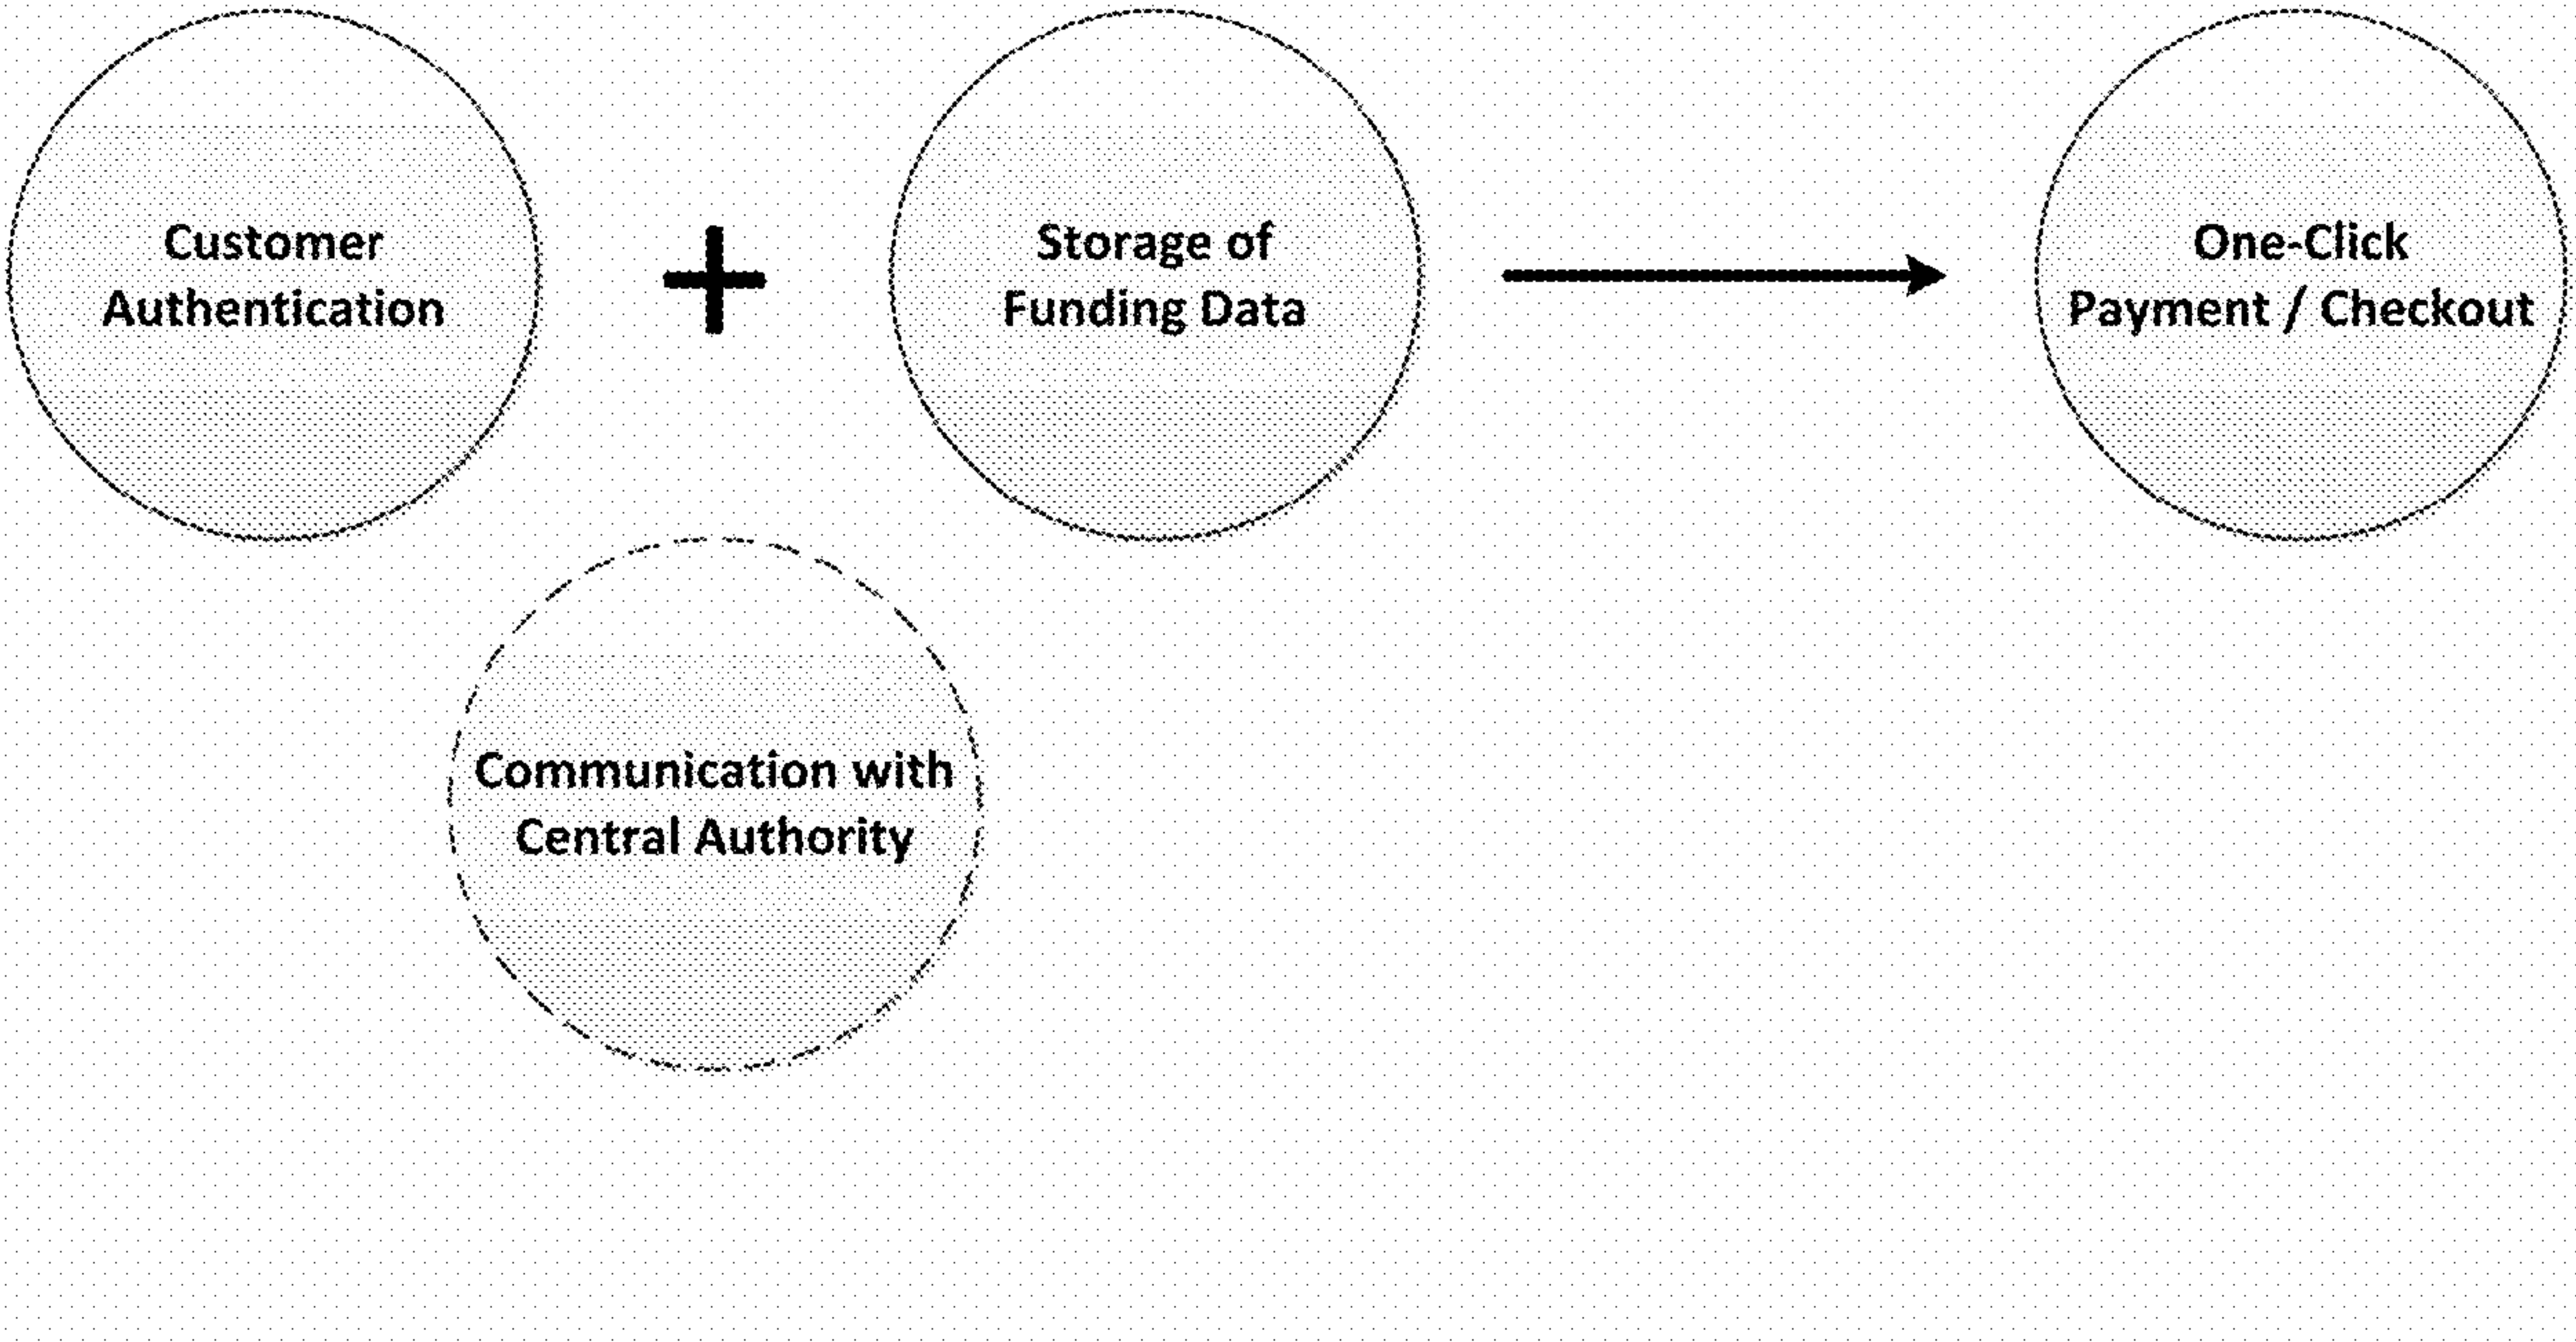 Customer
Authentication
+
Storage of
Funding Data
One-Click
Payment / Checkout
Communication with
Central Authority